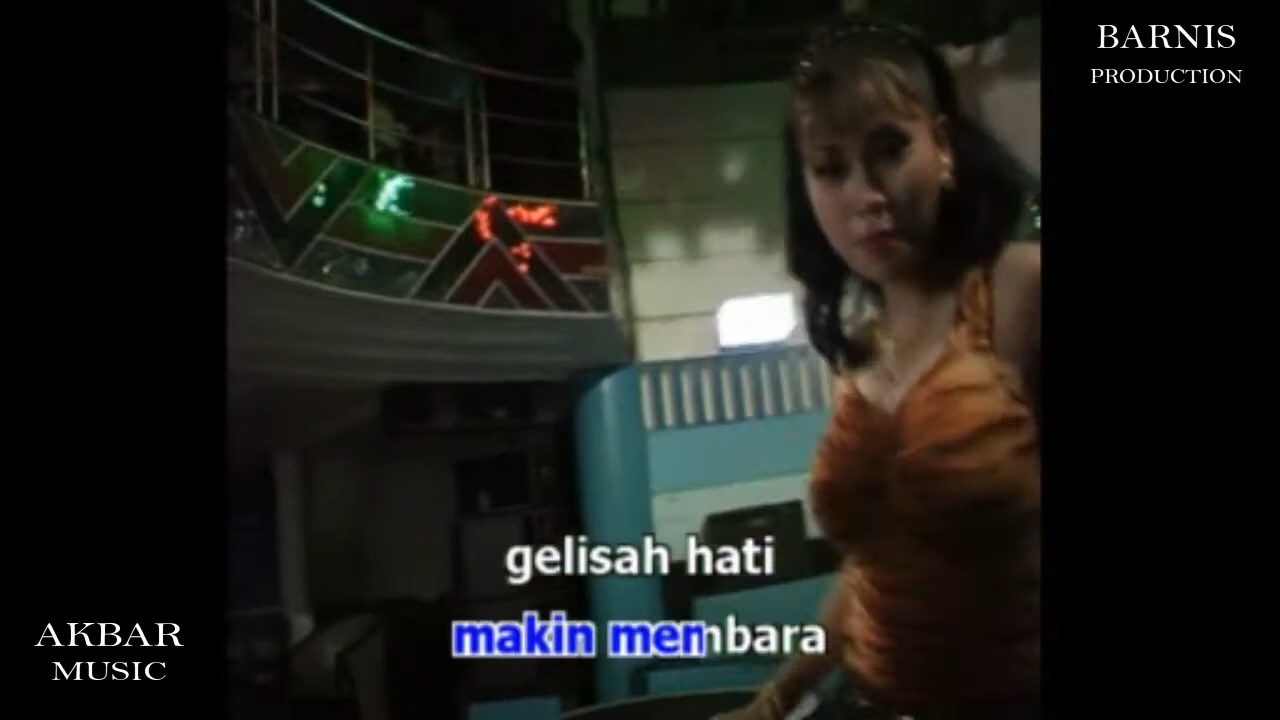 BARNIS
PRODUCTION
gelisah hati
makin membara
AKBAR
MUSIC